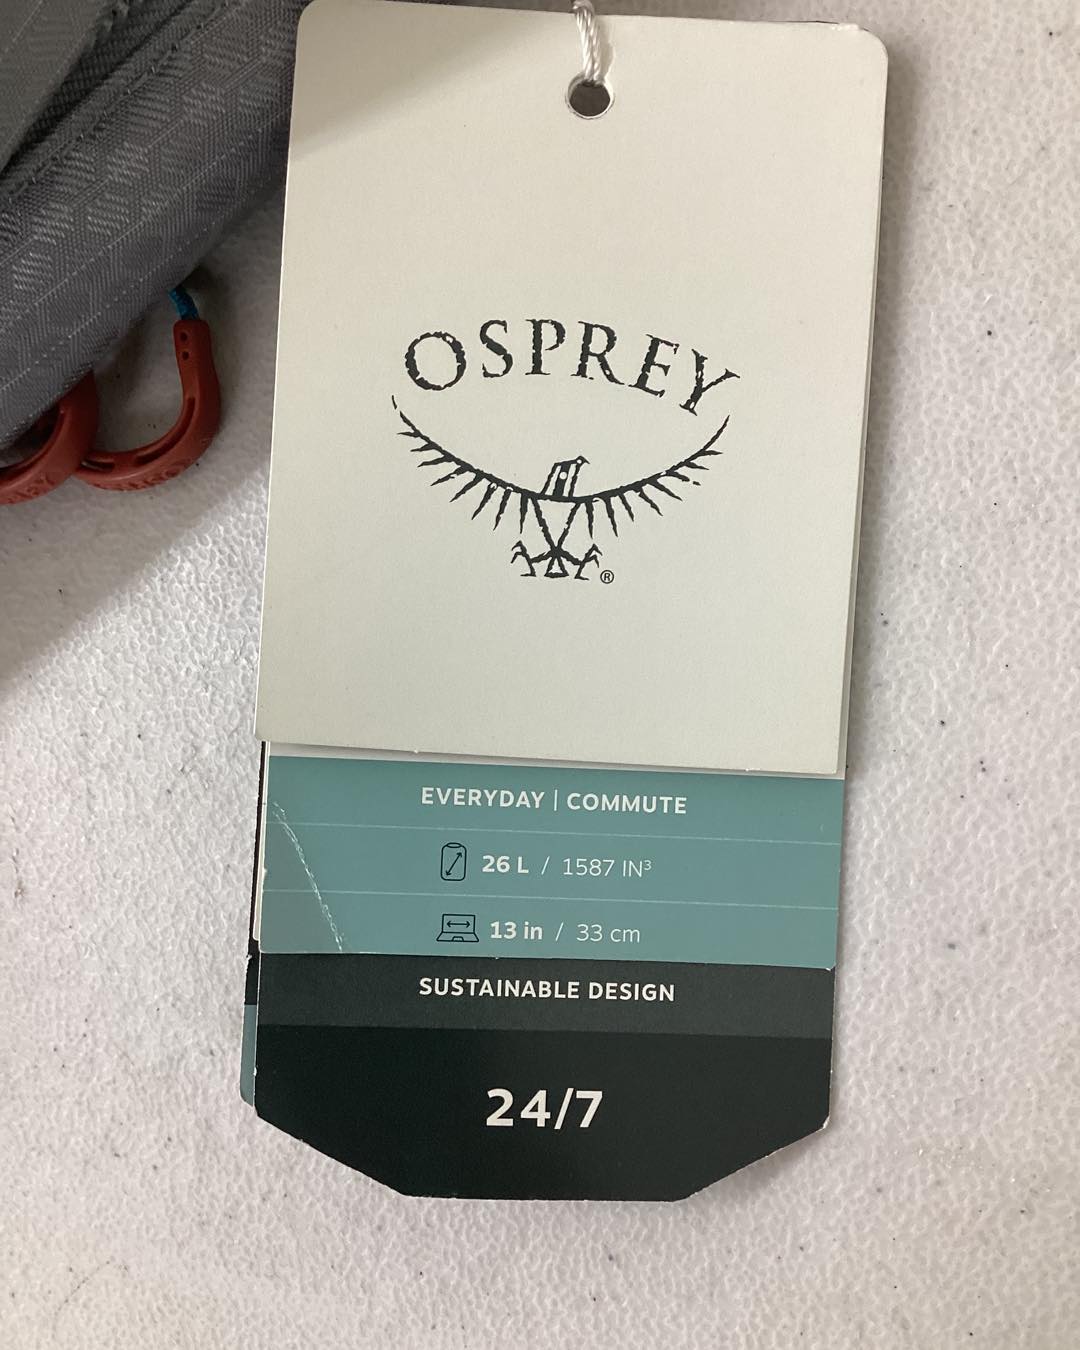 OSPREY
®
EVERYDAY | COMMUTE
26 L / 1587 IN³
13 in / 33 cm
SUSTAINABLE DESIGN
24/7